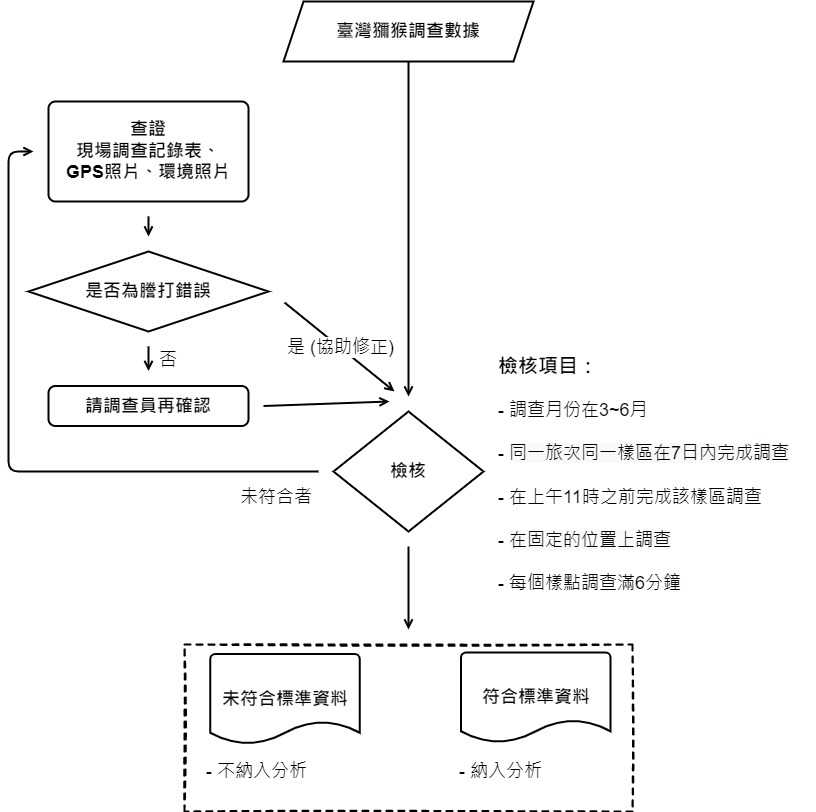 臺灣獼猴調查數據
查證
現場調查記錄表、
GPS照片、環境照片
是否為謄打錯誤
是 (協助修正)
否
請調查員再確認
檢核
未符合者
檢核項目：
- 調查月份在3~6月
- 同一旅次同一樣區在7日內完成調查
- 在上午11時之前完成該樣區調查
- 在固定的位置上調查
- 每個樣點調查滿6分鐘
未符合標準資料
- 不納入分析
符合標準資料
- 納入分析